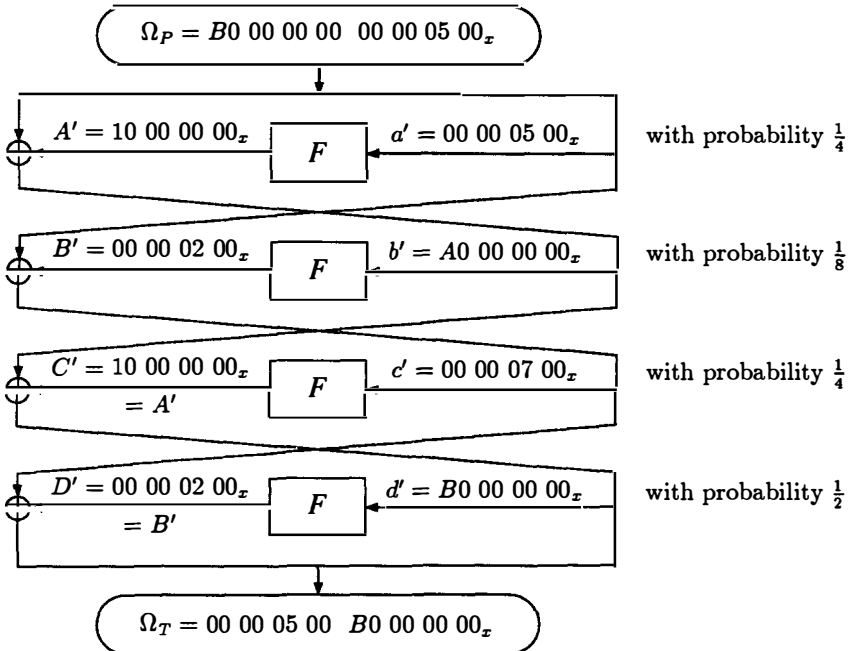 Ω_P = B0 00 00 00 00 00 05 00_x
A' = 10 00 00 00_x F a' = 00 00 05 00_x with probability 1/4
B' = 00 00 02 00_x F b' = A0 00 00 00_x with probability 1/8
C' = 10 00 00 00_x F c' = 00 00 07 00_x with probability 1/4
= A'
D' = 00 00 02 00_x F d' = B0 00 00 00_x with probability 1/2
= B'
Ω_T = 00 00 05 00 B0 00 00 00_x